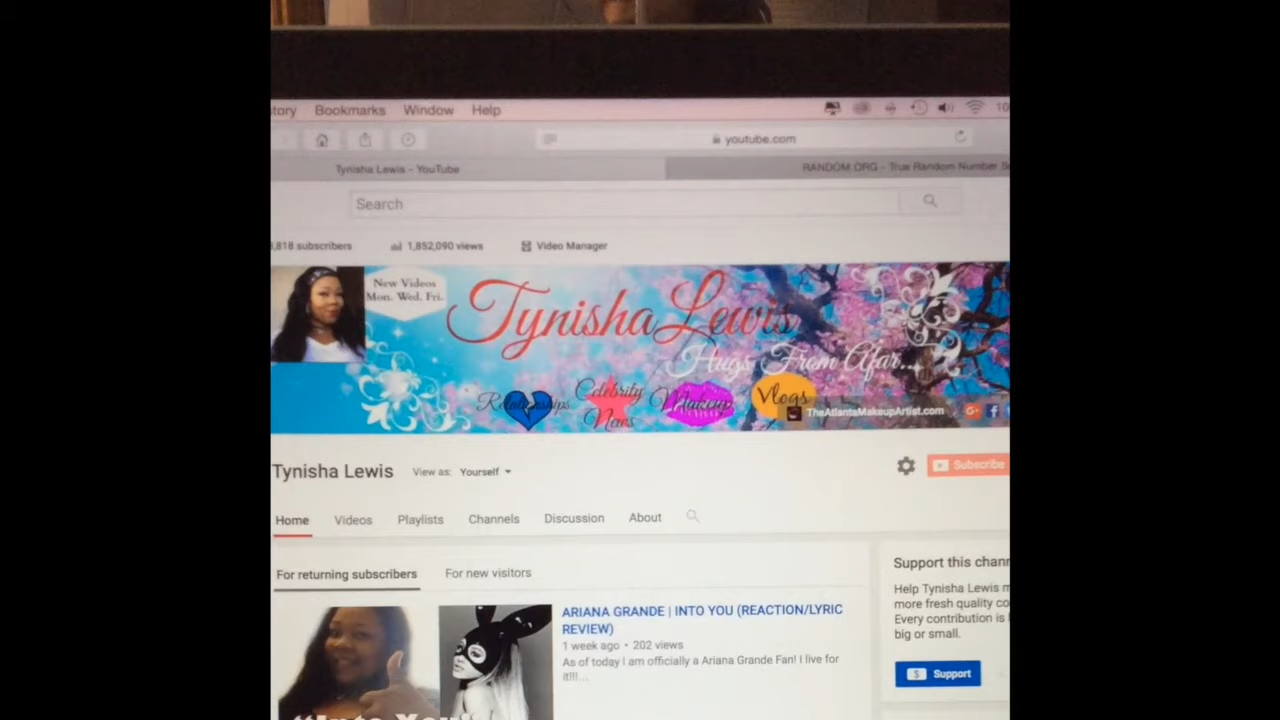 tory Bookmarks Window Help 10
youtube.com
Tynisha Lewis - YouTube RANDOM.ORG - True Random Number Se
Search
,818 subscribers 1,852,090 views Video Manager
New Videos
Mon. Wed, Fri.
Tynisha Lewis
Hugs From Afar...
Relationships Celebrity News Makeup Vlogs
TheAtlantaMakeupArtist.com
Tynisha Lewis View as: Yourself Subscribe
Home Videos Playlists Channels Discussion About
For returning subscribers For new visitors
Support this chann
Help Tynisha Lewis m
more fresh quality co
Every contribution is
big or small.
Support
ARIANA GRANDE | INTO YOU (REACTION/LYRIC
REVIEW)
1 week ago • 202 views
As of today I am officially a Ariana Grande Fan! I live for
it!!!...
"Into You"